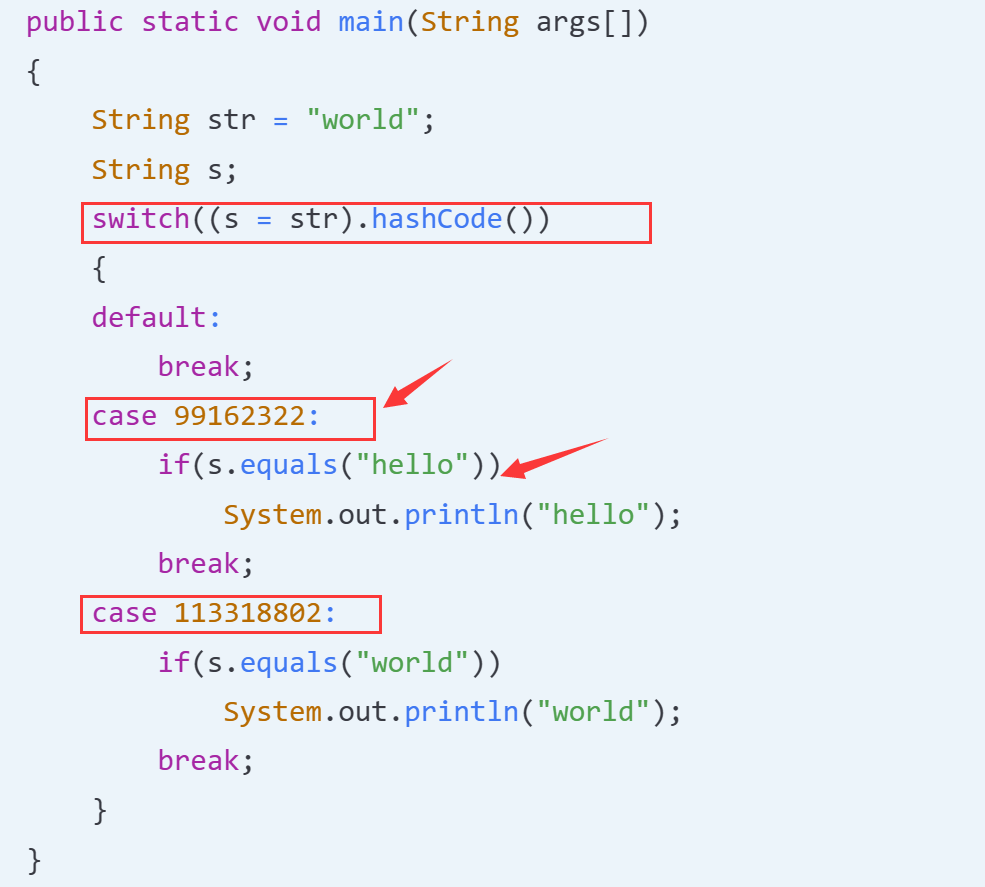 public static void main(String args[])
{
    String str = "world";
    String s;
    switch((s = str).hashCode())
    {
    default:
        break;
    case 99162322:
        if(s.equals("hello"))
            System.out.println("hello");
        break;
    case 113318802:
        if(s.equals("world"))
            System.out.println("world");
        break;
    }
}